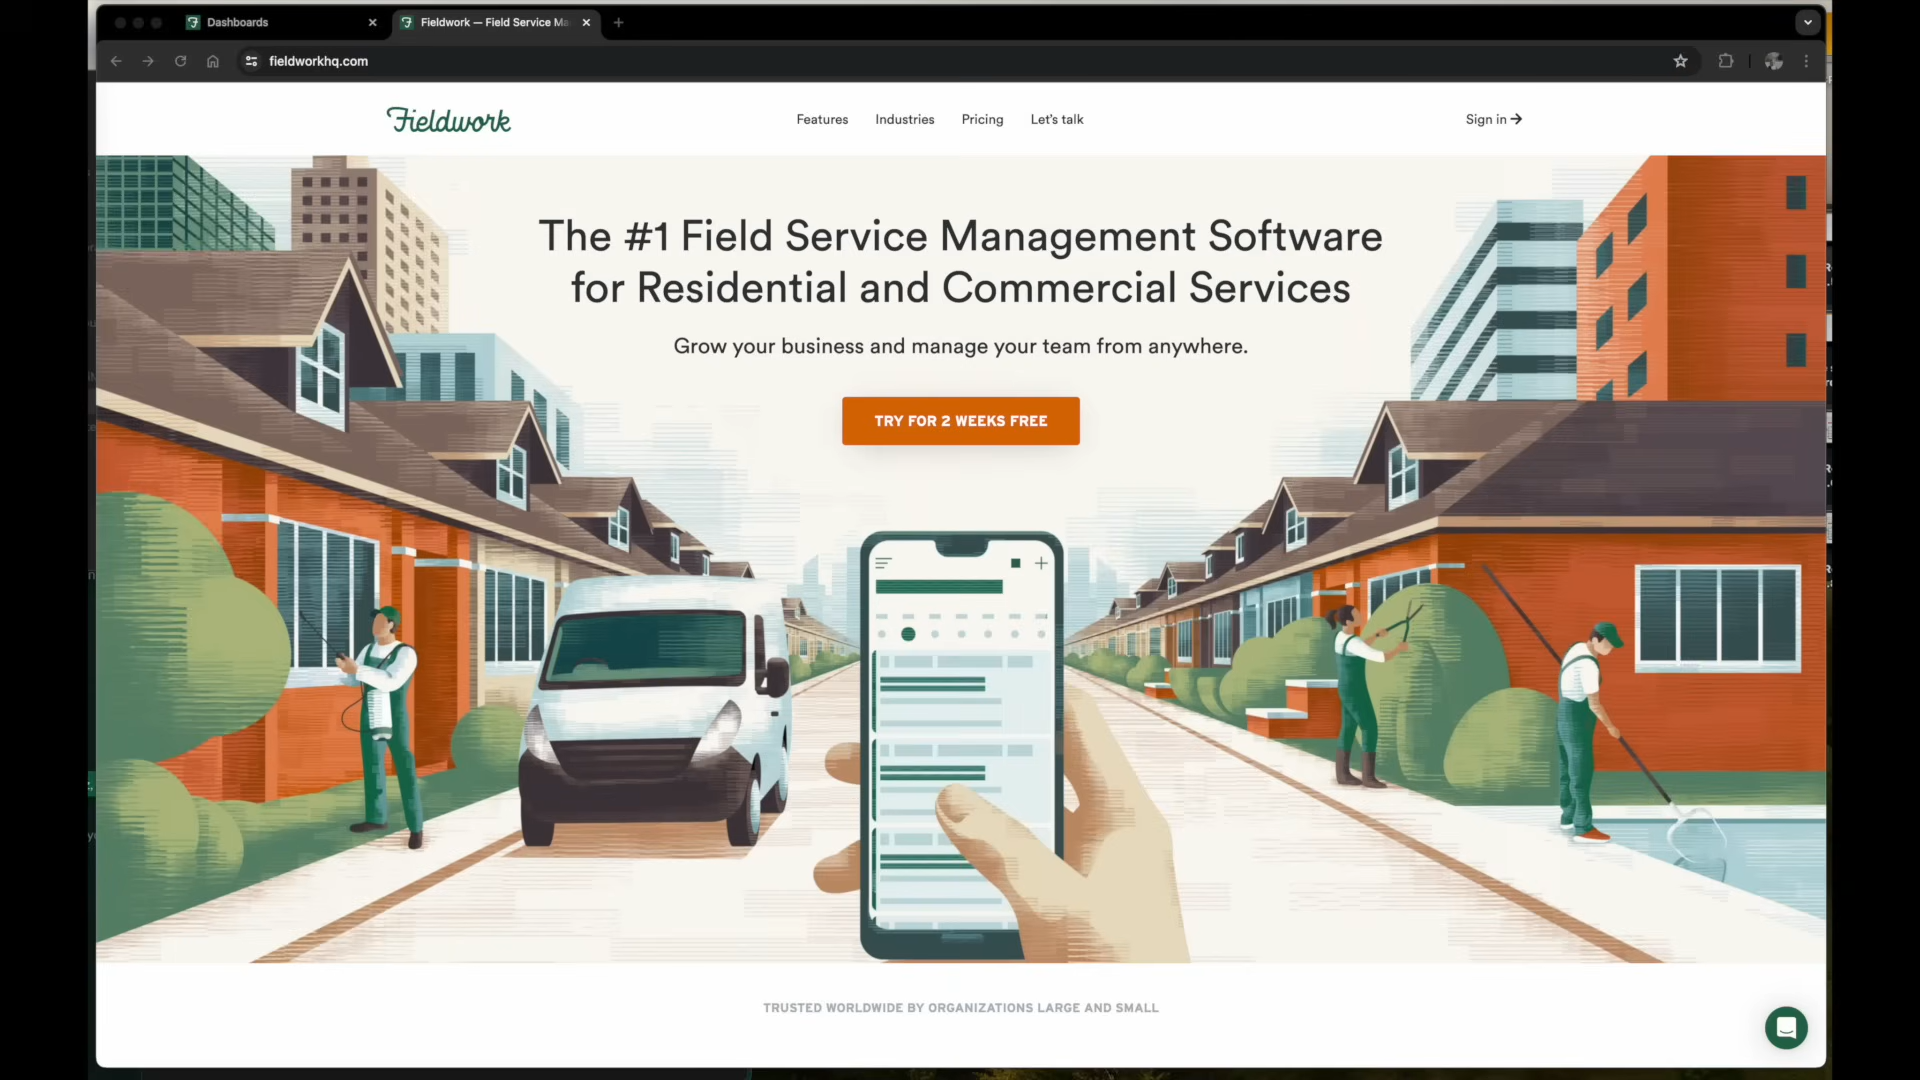 Dashboards
Fieldwork — Field Service Ma
fieldworkhq.com
Fieldwork
Features
Industries
Pricing
Let's talk
Sign in
The #1 Field Service Management Software
for Residential and Commercial Services
Grow your business and manage your team from anywhere.
TRY FOR 2 WEEKS FREE
TRUSTED WORLDWIDE BY ORGANIZATIONS LARGE AND SMALL